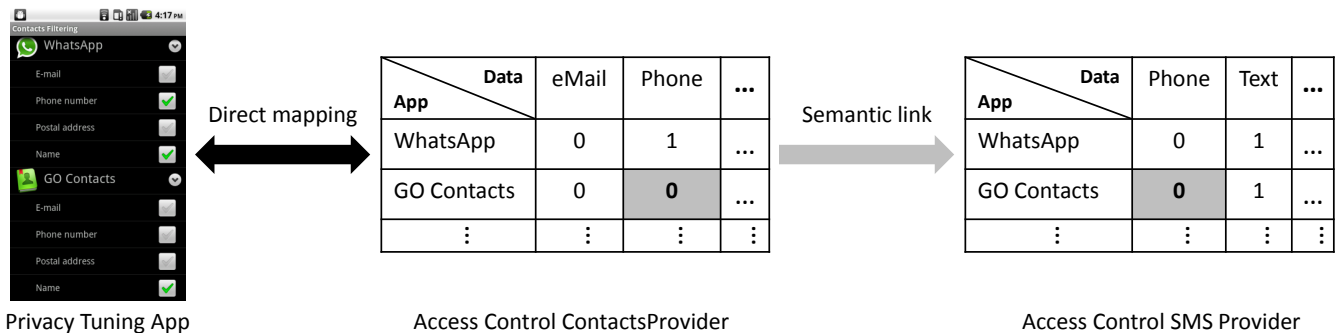 4:17 PM
Contacts Filtering
WhatsApp
E-mail
Phone number
Postal address
Name
GO Contacts
E-mail
Phone number
Postal address
Name
Privacy Tuning App
Direct mapping
Data eMail Phone ...
App
WhatsApp 0 1 ...
GO Contacts 0 0 ...
⋮ ⋮ ⋮ ⋮
Access Control ContactsProvider
Semantic link
Data Phone Text ...
App
WhatsApp 0 1 ...
GO Contacts 0 1 ...
⋮ ⋮ ⋮ ⋮
Access Control SMS Provider